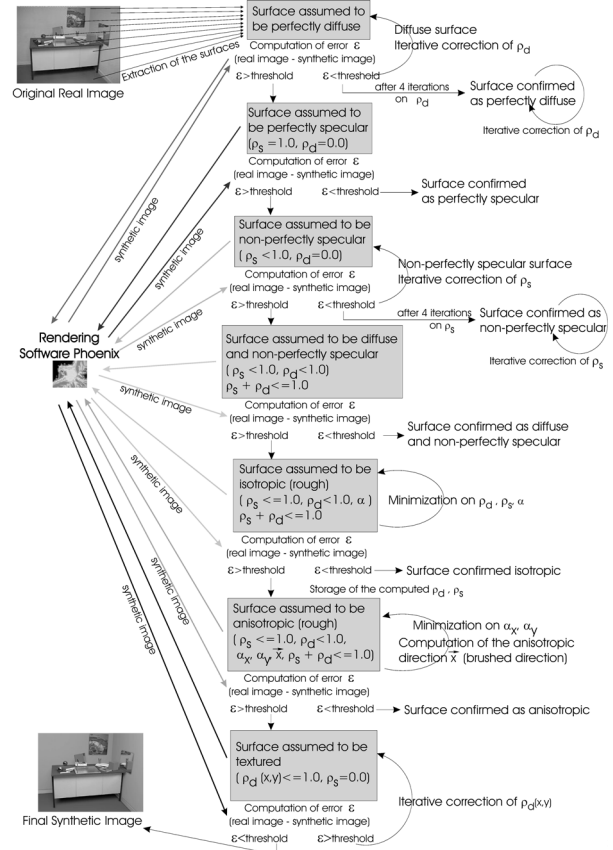 Surface assumed to
be perfectly diffuse
Extraction of the surfaces
Original Real Image
Computation of error ε
(real image - synthetic image)
ε>threshold ε<threshold
Diffuse surface
Iterative correction of ρd
after 4 iterations
on ρd
Surface confirmed
as perfectly diffuse
Iterative correction of ρd
Surface assumed to
be perfectly specular
(ρs =1.0, ρd=0.0)
Computation of error ε
(real image - synthetic image)
ε>threshold ε<threshold
Surface confirmed
as perfectly specular
synthetic image
synthetic image
Surface assumed to be
non-perfectly specular
( ρs <1.0, ρd=0.0)
Computation of error ε
(real image - synthetic image)
ε>threshold ε<threshold
Non-perfectly specular surface
Iterative correction of ρs
after 4 iterations
on ρs
Surface confirmed as
non-perfectly specular
Iterative correction of ρs
synthetic image
Rendering
Software Phoenix
Surface assumed to be diffuse
and non-perfectly specular
(ρs <1.0, ρd<1.0)
ρs + ρd<=1.0
synthetic image
Computation of error ε
(real image - synthetic image)
ε>threshold ε<threshold
Surface confirmed as diffuse
and non-perfectly specular
Surface assumed to be
isotropic (rough)
( ρs <=1.0, ρd<1.0, α )
ρs + ρd<=1.0
Minimization on ρd , ρs, α
synthetic image
Computation of error ε
(real image - synthetic image)
ε>threshold ε<threshold
Surface confirmed isotropic
Storage of the computed ρd , ρs
synthetic image
synthetic image
Surface assumed to be
anisotropic (rough)
( ρs <=1.0, ρd<1.0,
αx, αy, x, ρs + ρd<=1.0)
Minimization on αx, αy
Computation of the anisotropic
direction x (brushed direction)
Computation of error ε
(real image - synthetic image)
ε>threshold ε<threshold
Surface confirmed as anisotropic
Surface assumed to be
textured
( ρd (x,y)<=1.0, ρs=0.0)
Iterative correction of ρd(x,y)
Computation of error ε
(real image - synthetic image)
ε<threshold ε>threshold
Final Synthetic Image